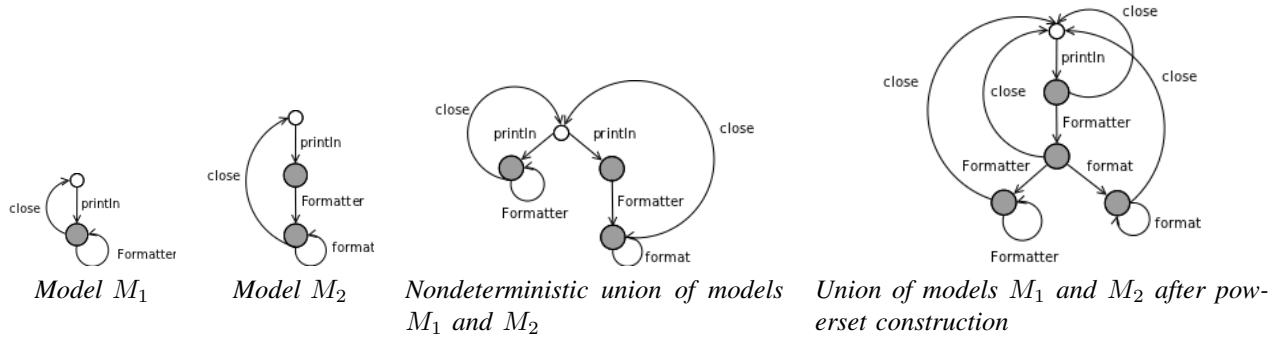 close
println
Formatter
Model M₁
close
println
Formatter
format
Model M₂
close
println
println
close
Formatter
Formatter
format
Nondeterministic union of models
M₁ and M₂
close
println
close
close
close
Formatter
Formatter
format
format
Formatter
Union of models M₁ and M₂ after pow-
erset construction